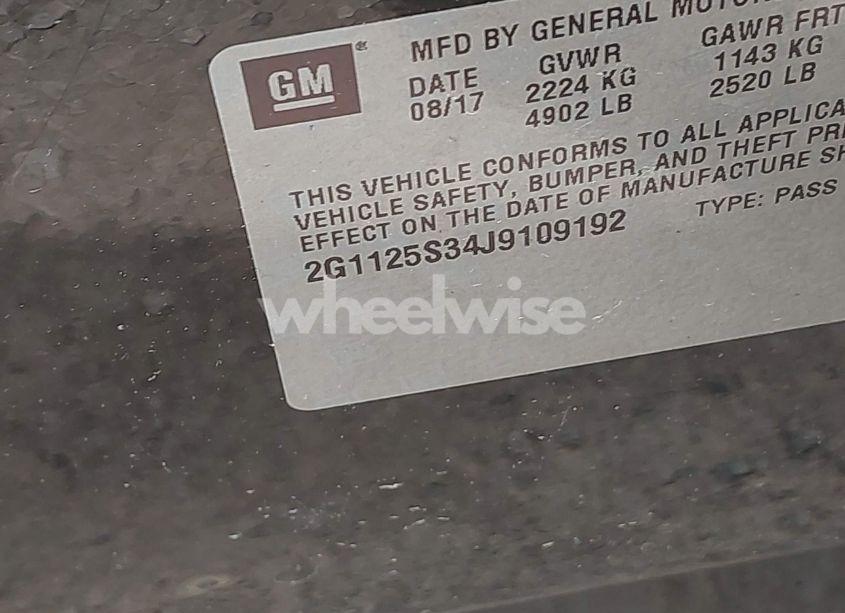 GM
MFD BY GENERAL
DATE
08/17
GVWR
2224 KG
4902 LB
GAWR FRT
1143 KG
2520 LB
THIS VEHICLE CONFORMS TO ALL
VEHICLE SAFETY, BUMPER, AND THEFT
EFFECT ON THE DATE OF MANUFACTURE
2G1125S34J9109192
TYPE: PASS
wheelwise